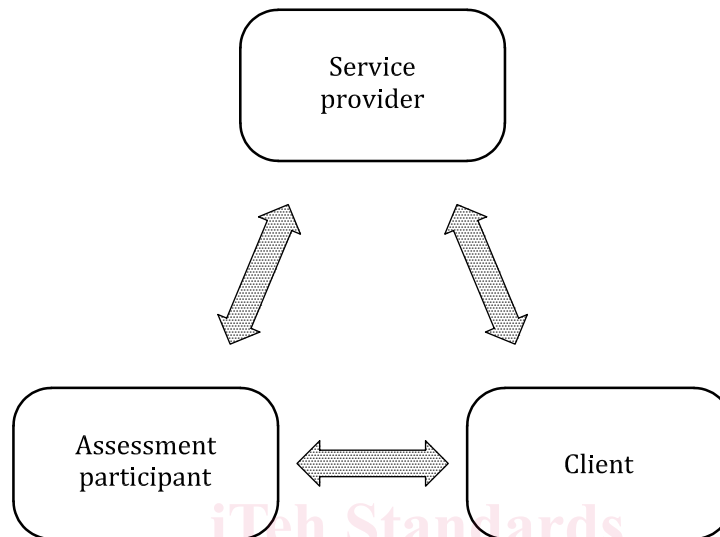 Service
provider
Assessment
participant
Client
iTeh Standards